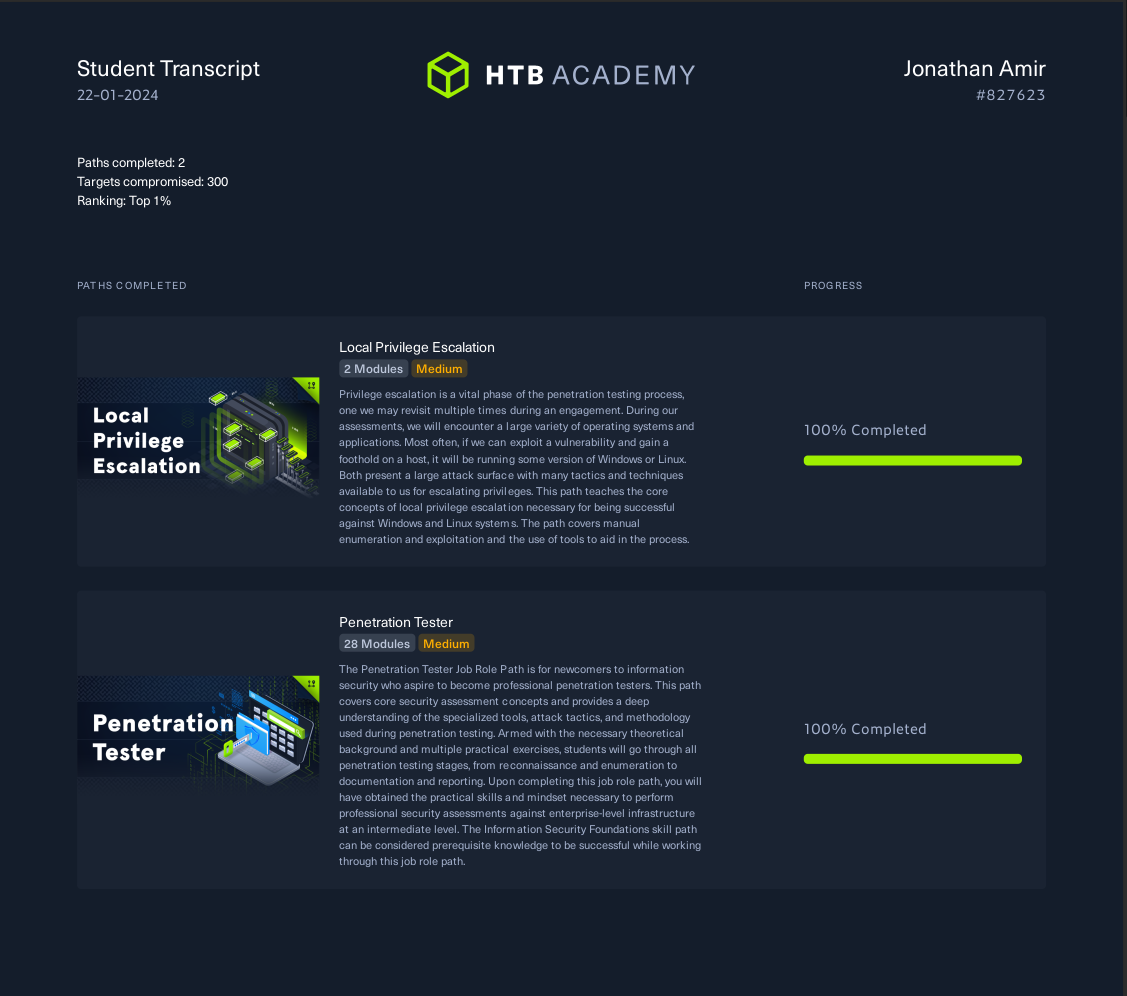 Student Transcript
22-01-2024
HTB ACADEMY
Jonathan Amir
#827623
Paths completed: 2
Targets compromised: 300
Ranking: Top 1%
PATHS COMPLETED
PROGRESS
Local
Privilege
Escalation
Local Privilege Escalation
2 Modules Medium
Privilege escalation is a vital phase of the penetration testing process,
one we may revisit multiple times during an engagement. During our
assessments, we will encounter a large variety of operating systems and
applications. Most often, if we can exploit a vulnerability and gain a
foothold on a host, it will be running some version of Windows or Linux.
Both present a large attack surface with many tactics and techniques
available to us for escalating privileges. This path teaches the core
concepts of local privilege escalation necessary for being successful
against Windows and Linux systems. The path covers manual
enumeration and exploitation and the use of tools to aid in the process.
100% Completed
Penetration
Tester
Penetration Tester
28 Modules Medium
The Penetration Tester Job Role Path is for newcomers to information
security who aspire to become professional penetration testers. This path
covers core security assessment concepts and provides a deep
understanding of the specialized tools, attack tactics, and methodology
used during penetration testing. Armed with the necessary theoretical
background and multiple practical exercises, students will go through all
penetration testing stages, from reconnaissance and enumeration to
documentation and reporting. Upon completing this job role path, you will
have obtained the practical skills and mindset necessary to perform
professional security assessments against enterprise-level infrastructure
at an intermediate level. The Information Security Foundations skill path
can be considered prerequisite knowledge to be successful while working
through this job role path.
100% Completed